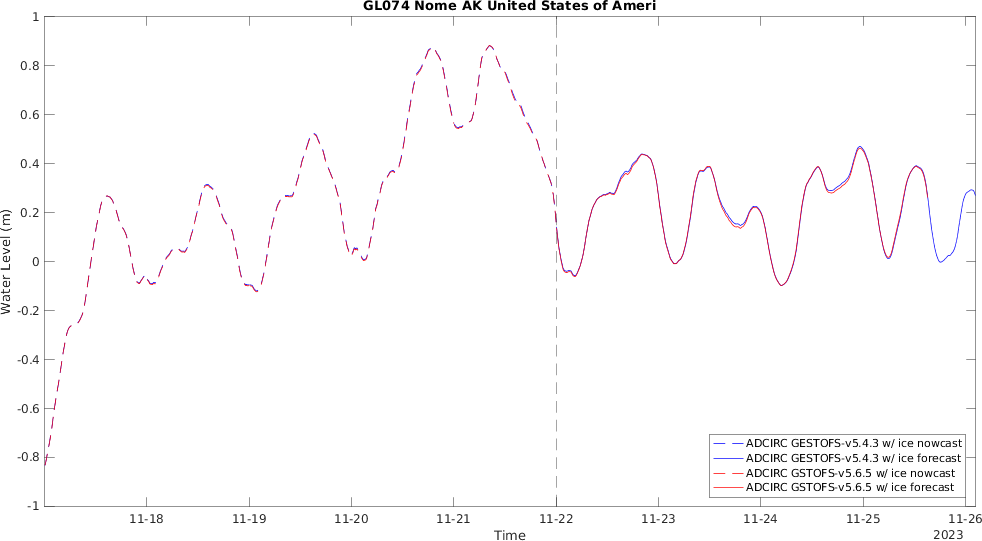 GL074 Nome AK United States of Ameri
1
0.8
0.6
0.4
0.2
0
-0.2
-0.4
-0.6
-0.8
-1
Water Level (m)
ADCIRC GESTOFS-v5.4.3 w/ ice nowcast
ADCIRC GESTOFS-v5.4.3 w/ ice forecast
ADCIRC GSTOFS-v5.6.5 w/ ice nowcast
ADCIRC GSTOFS-v5.6.5 w/ ice forecast
11-18 11-19 11-20 11-21 11-22 11-23 11-24 11-25 11-26
Time
2023